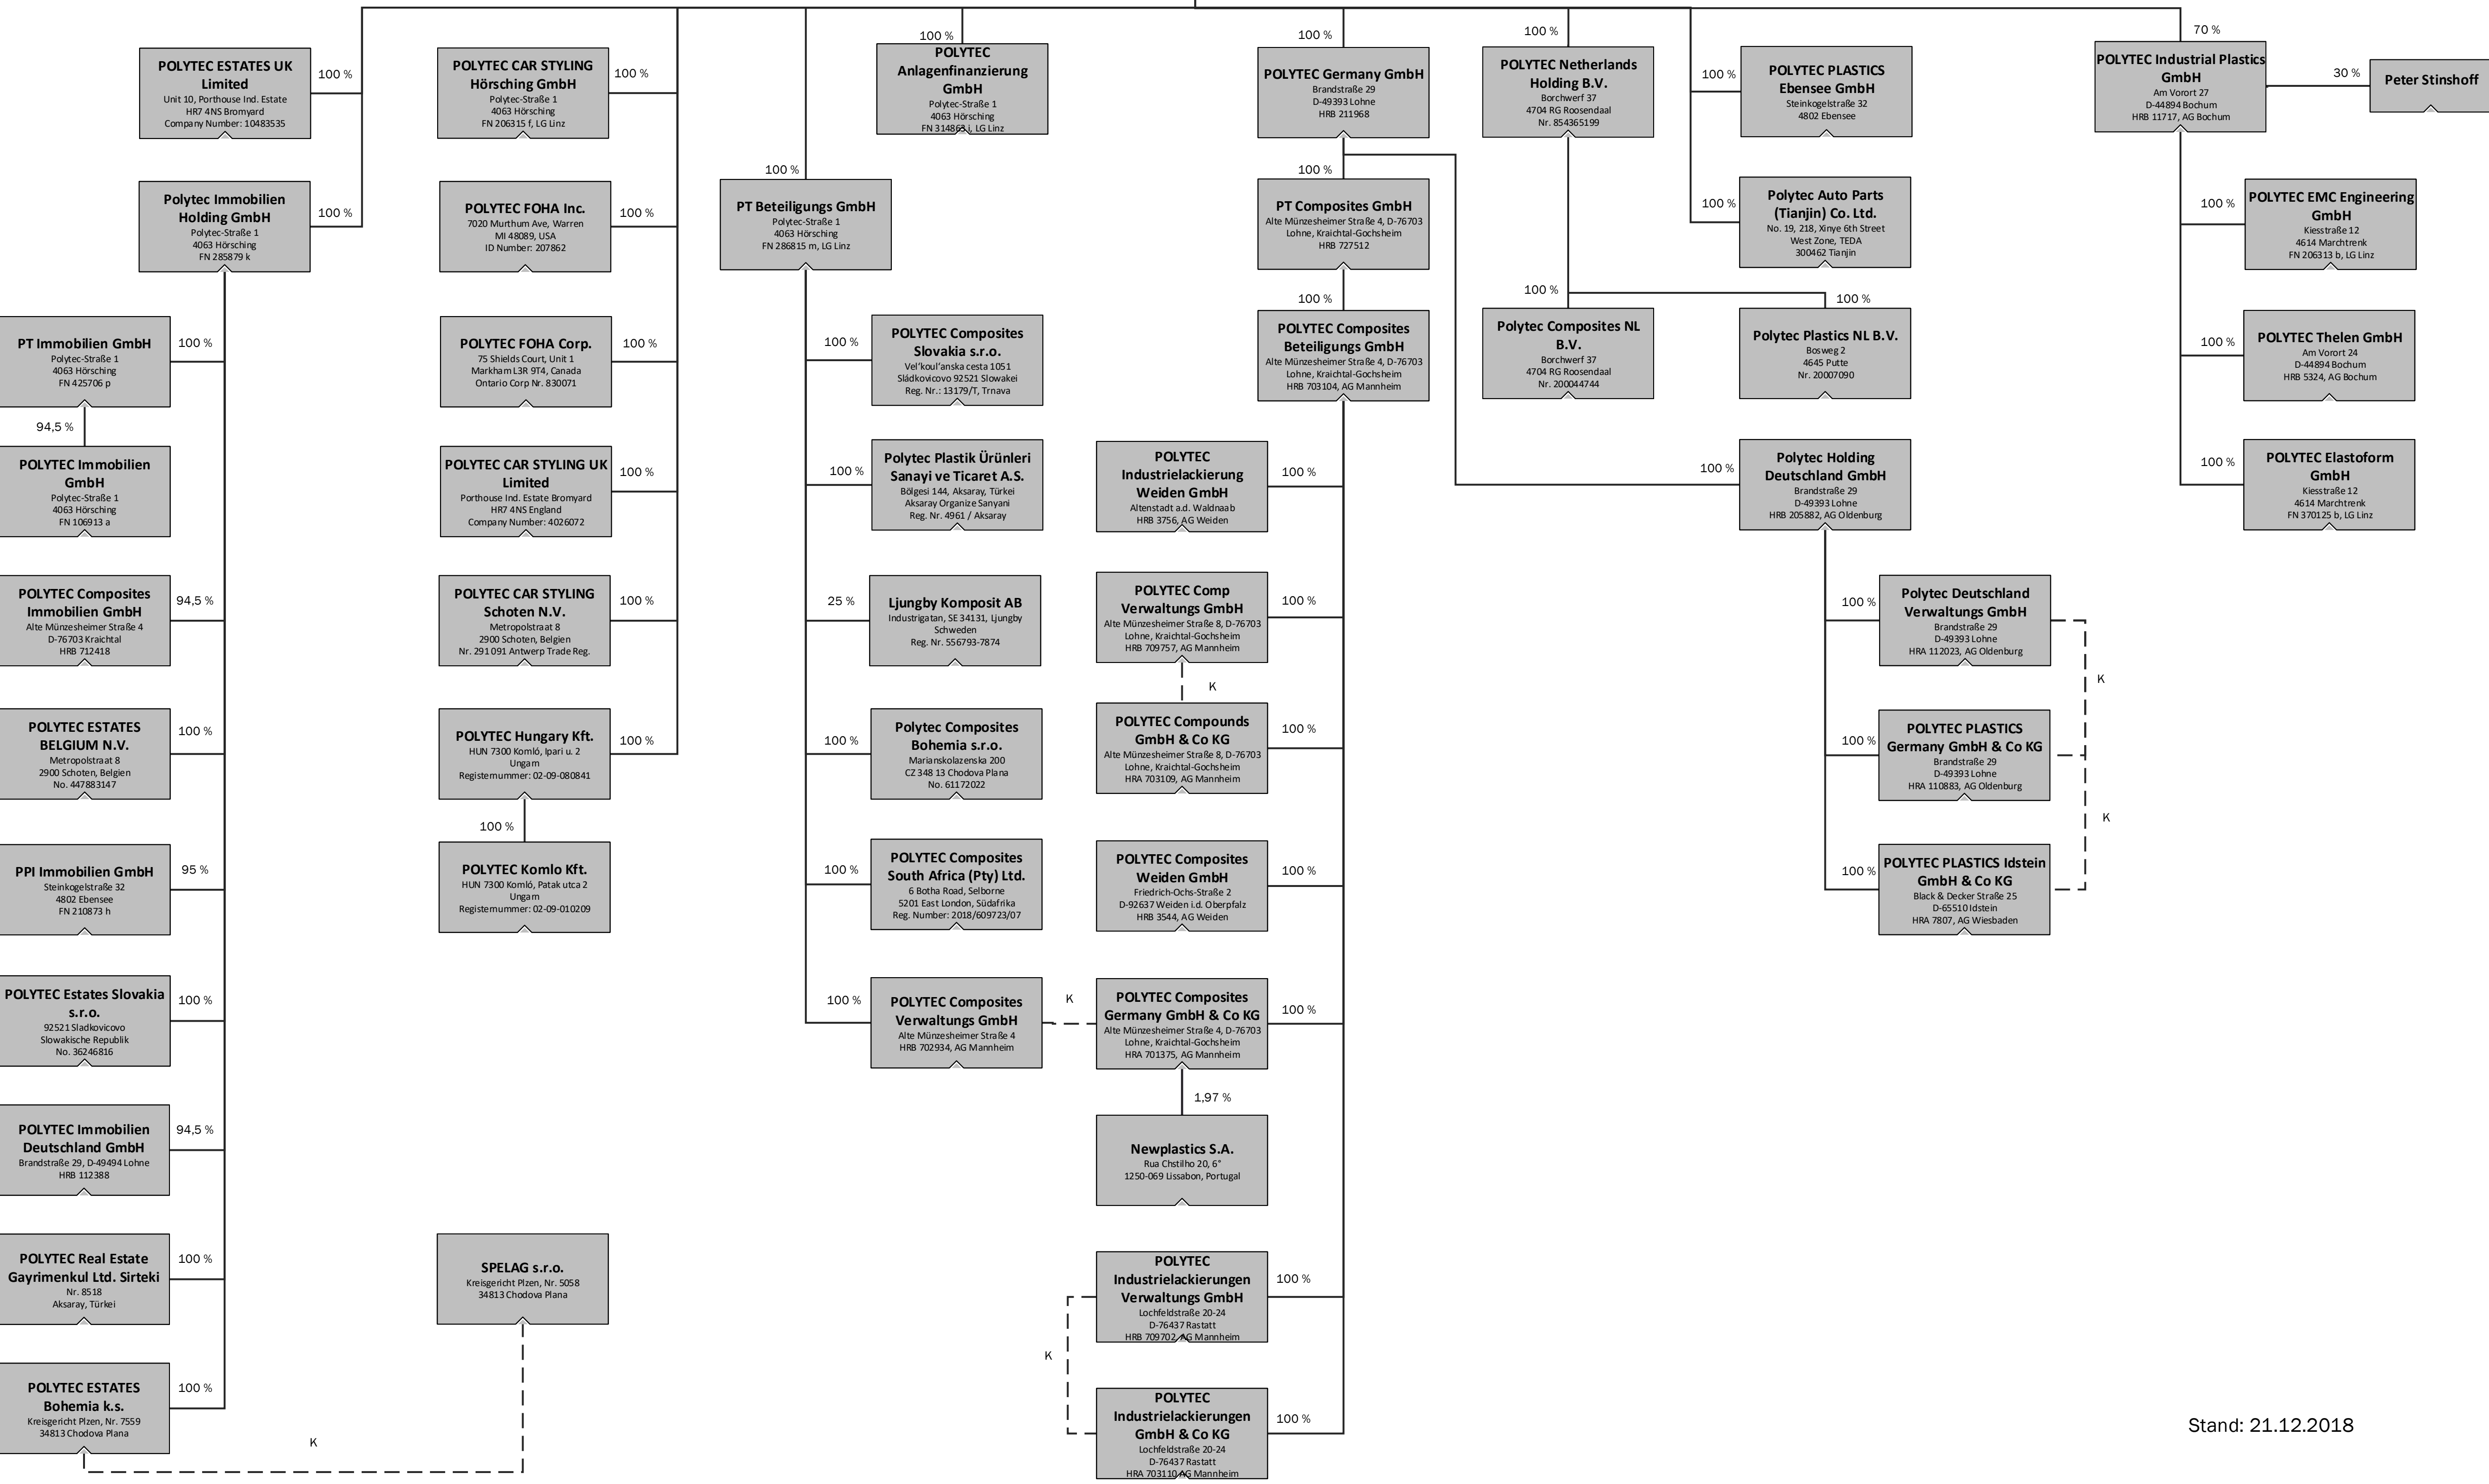 POLYTEC ESTATES UK
Limited
Unit 10, Porthouse Ind. Estate
HR7 4NS Bromyard
Company Number: 10483535
100 %
Polytec Immobilien
Holding GmbH
Polytec-Straße 1
4063 Hörsching
FN 285879 k
100 %
PT Immobilien GmbH
Polytec-Straße 1
4063 Hörsching
FN 425706 p
100 %
94,5 %
POLYTEC Immobilien
GmbH
Polytec-Straße 1
4063 Hörsching
FN 106913 a
POLYTEC Composites
Immobilien GmbH
Alte Münzesheimer Straße 4
D-76703 Kraichtal
HRB 712418
94,5 %
POLYTEC ESTATES
BELGIUM N.V.
Metropolstraat 8
2900 Schoten, Belgien
No. 447883147
100 %
PPI Immobilien GmbH
Steinkogelstraße 32
4802 Ebensee
FN 210873 h
95 %
POLYTEC Estates Slovakia
s.r.o.
92521 Sladkovicovo
Slowakische Republik
No. 36246816
100 %
POLYTEC Immobilien
Deutschland GmbH
Brandstraße 29, D-49494 Lohne
HRB 112388
94,5 %
POLYTEC Real Estate
Gayrimenkul Ltd. Sirteki
Nr. 8518
Aksaray, Türkei
100 %
POLYTEC ESTATES
Bohemia k.s.
Kreisgericht Plzen, Nr. 7559
34813 Chodova Plana
100 %
K
POLYTEC CAR STYLING
Hörsching GmbH
Polytec-Straße 1
4063 Hörsching
FN 206315 f, LG Linz
100 %
POLYTEC FOHA Inc.
7020 Murthum Ave, Warren
MI 48089, USA
ID Number: 207862
100 %
POLYTEC FOHA Corp.
75 Shields Court, Unit 1
Markham L3R 9T4, Canada
Ontario Corp Nr. 830071
100 %
POLYTEC CAR STYLING UK
Limited
Porthouse Ind. Estate Bromyard
HR7 4NS England
Company Number: 4026072
100 %
POLYTEC CAR STYLING
Schoten N.V.
Metropolstraat 8
2900 Schoten, Belgien
Nr. 291 091 Antwerp Trade Reg.
100 %
POLYTEC Hungary Kft.
HUN 7300 Komló, Ipari u. 2
Ungarn
Registernummer: 02-09-080841
100 %
100 %
POLYTEC Komlo Kft.
HUN 7300 Komló, Patak utca 2
Ungarn
Registernummer: 02-09-010209
SPELAG s.r.o.
Kreisgericht Plzen, Nr. 5058
34813 Chodova Plana
100 %
POLYTEC
Anlagenfinanzierung
GmbH
Polytec-Straße 1
4063 Hörsching
FN 314863 i, LG Linz
100 %
PT Beteiligungs GmbH
Polytec-Straße 1
4063 Hörsching
FN 286815 m, LG Linz
100 %
POLYTEC Composites
Slovakia s.r.o.
Vel'koul'anska cesta 1051
Sládkovicovo 92521 Slowakei
Reg. Nr.: 13179/T, Trnava
100 %
Polytec Plastik Ürünleri
Sanayi ve Ticaret A.S.
Bölgesi 144, Aksaray, Türkei
Aksaray Organize Sanyani
Reg. Nr. 4961 / Aksaray
25 %
Ljungby Komposit AB
Industrigatan, SE 34131, Ljungby
Schweden
Reg. Nr. 556793-7874
100 %
Polytec Composites
Bohemia s.r.o.
Marianskolazenska 200
CZ 348 13 Chodova Plana
No. 61172022
100 %
POLYTEC Composites
South Africa (Pty) Ltd.
6 Botha Road, Selborne
5201 East London, Südafrika
Reg. Number: 2018/609723/07
100 %
POLYTEC Composites
Verwaltungs GmbH
Alte Münzesheimer Straße 4
HRB 702934, AG Mannheim
K
100 %
POLYTEC Germany GmbH
Brandstraße 29
D-49393 Lohne
HRB 211968
100 %
PT Composites GmbH
Alte Münzesheimer Straße 4, D-76703
Lohne, Kraichtal-Gochsheim
HRB 727512
100 %
POLYTEC Composites
Beteiligungs GmbH
Alte Münzesheimer Straße 4, D-76703
Lohne, Kraichtal-Gochsheim
HRB 703104, AG Mannheim
POLYTEC
Industrielackierung
Weiden GmbH
Altenstadt a.d. Waldnaab
HRB 3756, AG Weiden
100 %
POLYTEC Comp
Verwaltungs GmbH
Alte Münzesheimer Straße 8, D-76703
Lohne, Kraichtal-Gochsheim
HRB 709757, AG Mannheim
100 %
K
POLYTEC Compounds
GmbH & Co KG
Alte Münzesheimer Straße 8, D-76703
Lohne, Kraichtal-Gochsheim
HRA 703109, AG Mannheim
100 %
POLYTEC Composites
Weiden GmbH
Friedrich-Ochs-Straße 2
D-92637 Weiden i.d. Oberpfalz
HRB 3544, AG Weiden
100 %
POLYTEC Composites
Germany GmbH & Co KG
Alte Münzesheimer Straße 4, D-76703
Lohne, Kraichtal-Gochsheim
HRA 701375, AG Mannheim
100 %
1,97 %
Newplastics S.A.
Rua Chstilho 20, 6°
1250-069 Lissabon, Portugal
POLYTEC
Industrielackierungen
Verwaltungs GmbH
Lochfeldstraße 20-24
D-76437 Rastatt
HRB 709702, AG Mannheim
100 %
K
POLYTEC
Industrielackierungen
GmbH & Co KG
Lochfeldstraße 20-24
D-76437 Rastatt
HRA 703110 AG Mannheim
100 %
100 %
POLYTEC Netherlands
Holding B.V.
Borchwerf 37
4704 RG Roosendaal
Nr. 854365199
100 %
Polytec Composites NL
B.V.
Borchwerf 37
4704 RG Roosendaal
Nr. 200044744
100 %
Polytec Plastics NL B.V.
Bosweg 2
4645 Putte
Nr. 20007090
100 %
POLYTEC PLASTICS
Ebensee GmbH
Steinkogelstraße 32
4802 Ebensee
100 %
Polytec Auto Parts
(Tianjin) Co. Ltd.
No. 19, 218, Xinye 6th Street
West Zone, TEDA
300462 Tianjin
100 %
Polytec Holding
Deutschland GmbH
Brandstraße 29
D-49393 Lohne
HRB 205882, AG Oldenburg
100 %
Polytec Deutschland
Verwaltungs GmbH
Brandstraße 29
D-49393 Lohne
HRA 112023, AG Oldenburg
K
100 %
POLYTEC PLASTICS
Germany GmbH & Co KG
Brandstraße 29
D-49393 Lohne
HRA 110883, AG Oldenburg
K
100 %
POLYTEC PLASTICS Idstein
GmbH & Co KG
Black & Decker Straße 25
D-65510 Idstein
HRA 7807, AG Wiesbaden
70 %
POLYTEC Industrial Plastics
GmbH
Am Vorort 27
D-44894 Bochum
HRB 11717, AG Bochum
30 %
Peter Stinshoff
100 %
POLYTEC EMC Engineering
GmbH
Kiesstraße 12
4614 Marchtrenk
FN 206313 b, LG Linz
100 %
POLYTEC Thelen GmbH
Am Vorort 24
D-44894 Bochum
HRB 5324, AG Bochum
100 %
POLYTEC Elastoform
GmbH
Kiesstraße 12
4614 Marchtrenk
FN 370125 b, LG Linz
Stand: 21.12.2018